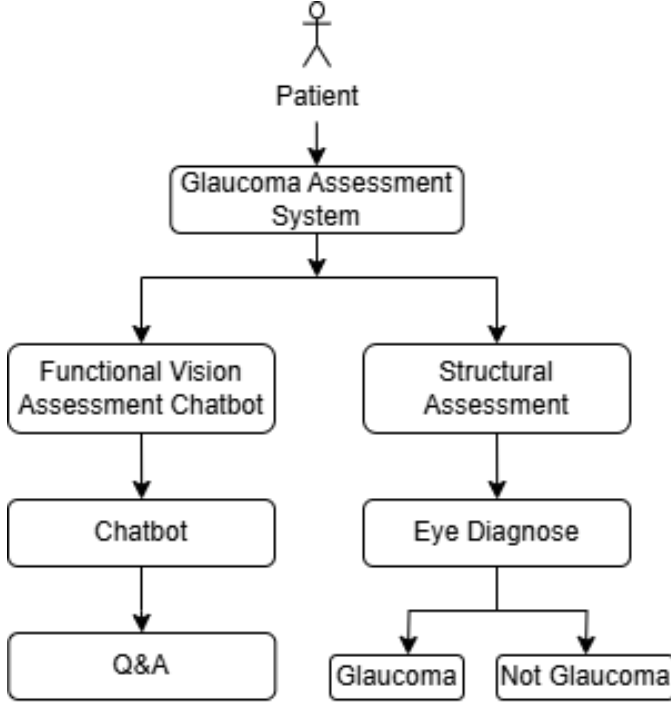 Patient
Glaucoma Assessment
System
Functional Vision
Assessment Chatbot
Structural
Assessment
Chatbot
Eye Diagnose
Q&A
Glaucoma
Not Glaucoma